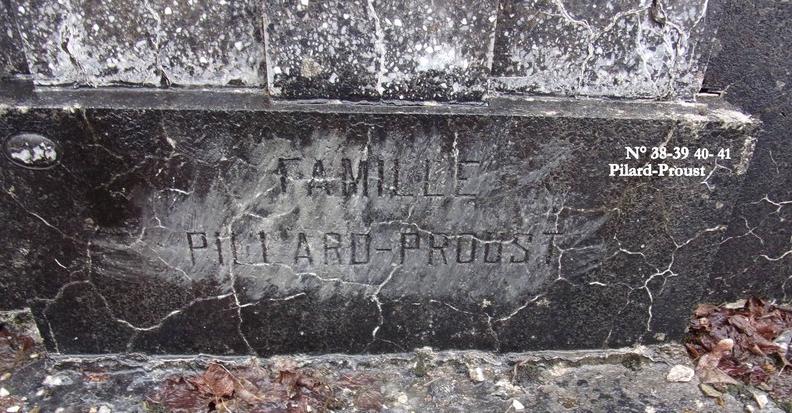 FAMILLE
PILLARD-PROUST
N° 38-39 40- 41
Pilard-Proust